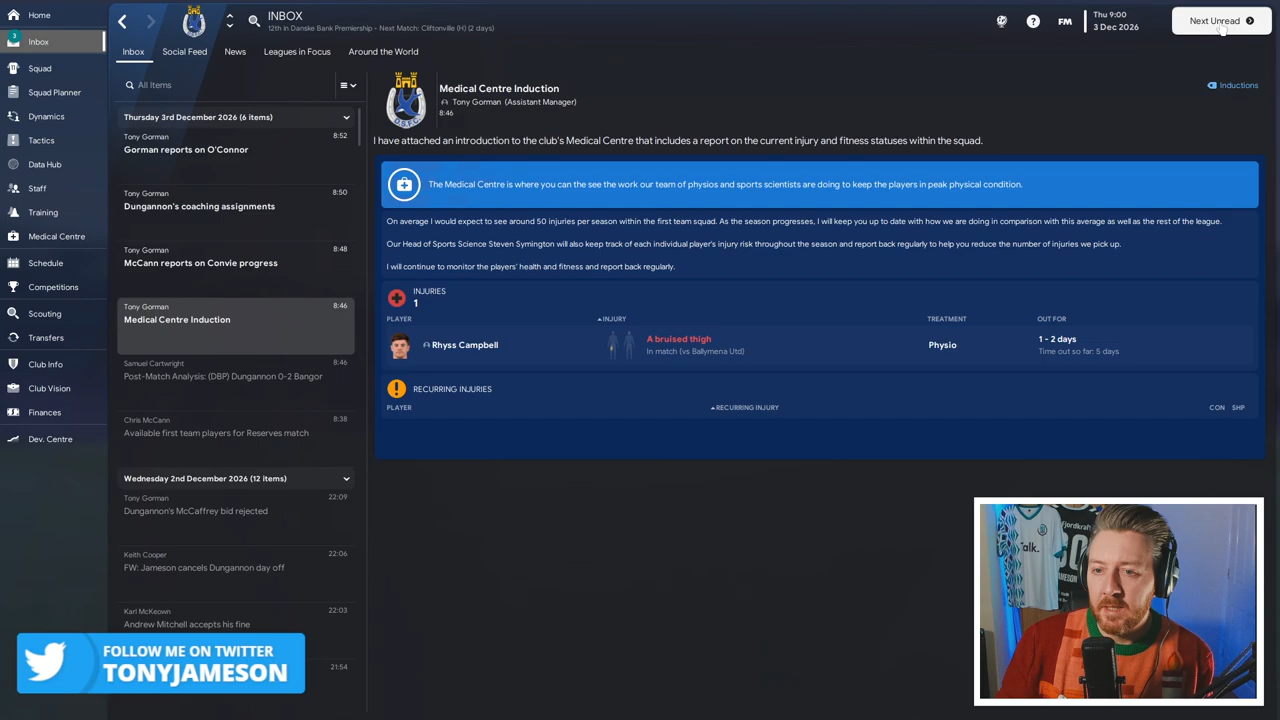 Home
INBOX
12th in Danske Bank Premiership - Next Match: Cliftonville (H) (2 days)
FM
Thu 9:00
3 Dec 2026
Next Unread
3
Inbox
Squad
Squad Planner
Dynamics
Tactics
Data Hub
Staff
Training
Medical Centre
Schedule
Competitions
Scouting
Transfers
Club Info
Club Vision
Finances
Dev. Centre
Inbox
Social Feed
News
Leagues in Focus
Around the World
All Items
Thursday 3rd December 2026 (6 items)
Tony Gorman 8:52
Gorman reports on O'Connor
Tony Gorman 8:50
Dungannon's coaching assignments
Tony Gorman 8:48
McCann reports on Convie progress
Tony Gorman 8:46
Medical Centre Induction
Samuel Cartwright 8:46
Post-Match Analysis: (DBP) Dungannon 0-2 Bangor
Chris McCann 8:38
Available first team players for Reserves match
Wednesday 2nd December 2026 (12 items)
Tony Gorman 22:09
Dungannon's McCaffrey bid rejected
Keith Cooper 22:06
FW: Jameson cancels Dungannon day off
Karl McKeown 22:03
Andrew Mitchell accepts his fine
21:54
Medical Centre Induction
Tony Gorman (Assistant Manager)
8:46
Inductions
I have attached an introduction to the club's Medical Centre that includes a report on the current injury and fitness statuses within the squad.
The Medical Centre is where you can the see the work our team of physios and sports scientists are doing to keep the players in peak physical condition.
On average I would expect to see around 50 injuries per season within the first team squad. As the season progresses, I will keep you up to date with how we are doing in comparison with this average as well as the rest of the league.
Our Head of Sports Science Steven Symington will also keep track of each individual player's injury risk throughout the season and report back regularly to help you reduce the number of injuries we pick up.
I will continue to monitor the players' health and fitness and report back regularly.
INJURIES
1
PLAYER INJURY TREATMENT OUT FOR
Rhyss Campbell
A bruised thigh
In match (vs Ballymena Utd)
Physio
1 - 2 days
Time out so far: 5 days
RECURRING INJURIES
PLAYER RECURRING INJURY CON SHP
Talk.
Fjordkraft
JAMESON
FOLLOW ME ON TWITTER
TONYJAMESON